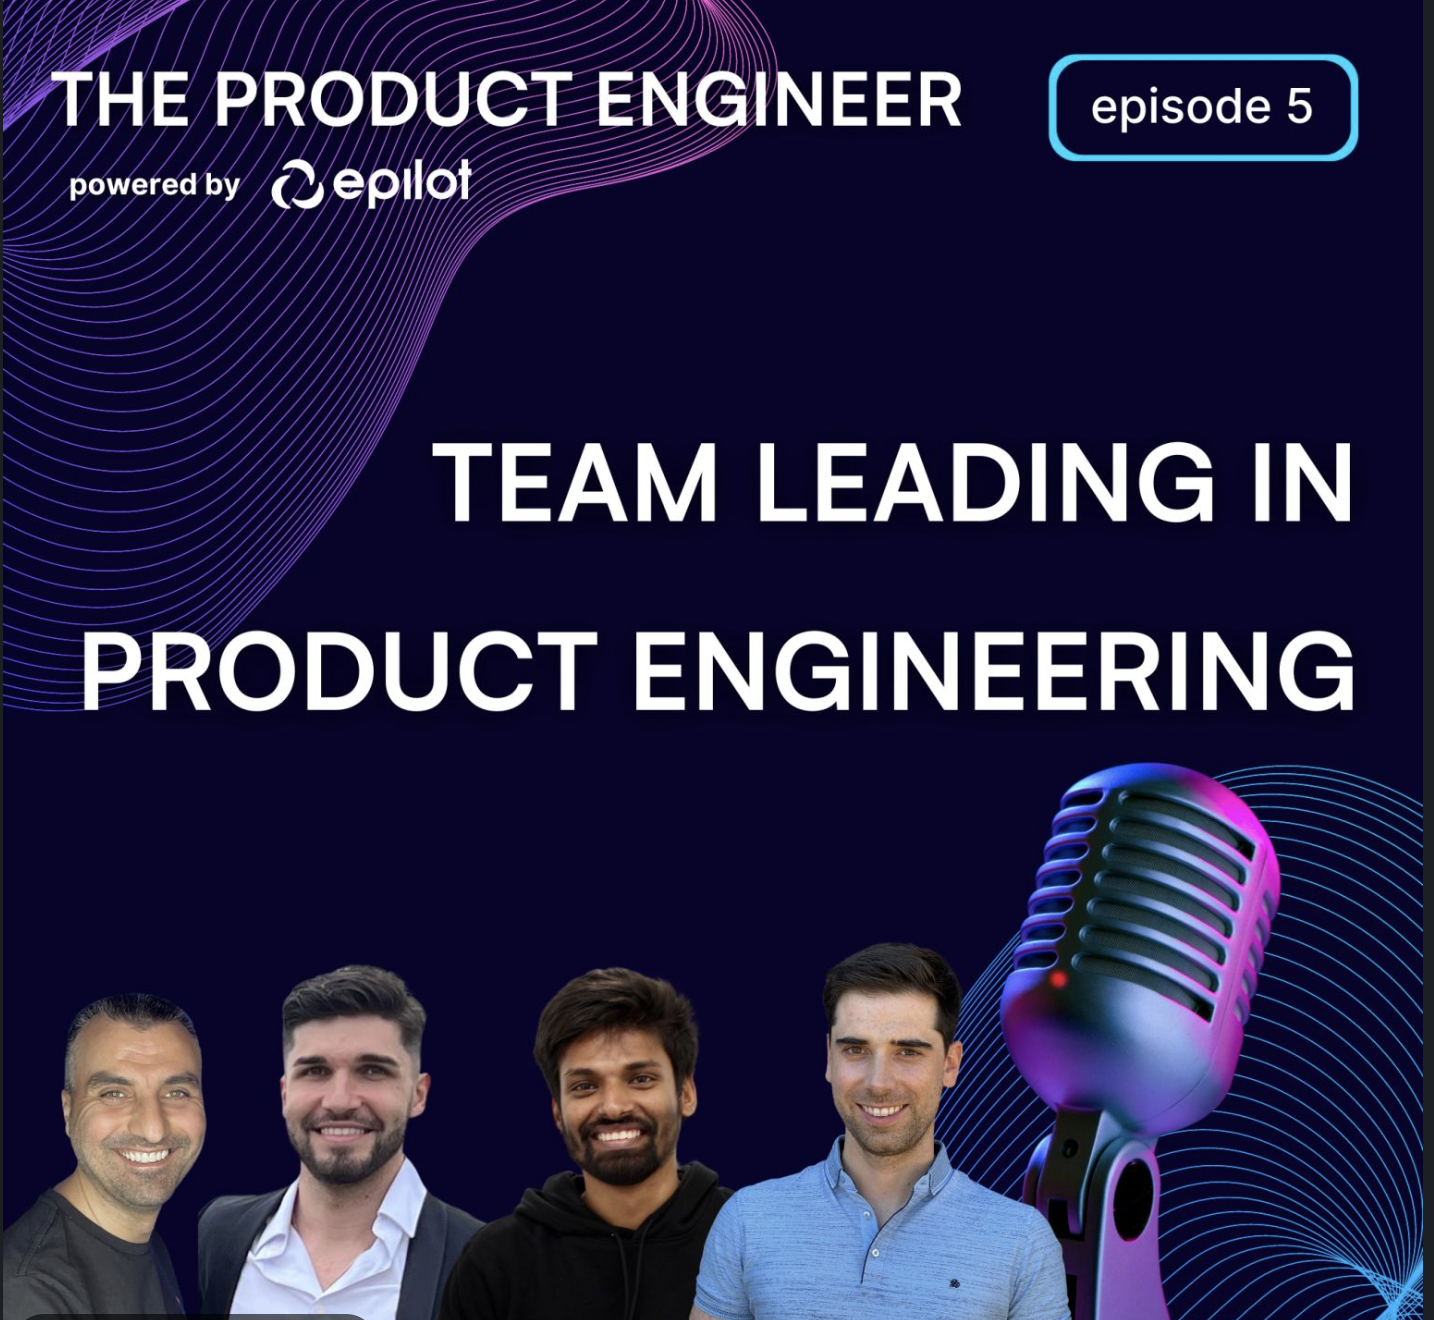 THE PRODUCT ENGINEER
episode 5
powered by epilot
TEAM LEADING IN
PRODUCT ENGINEERING